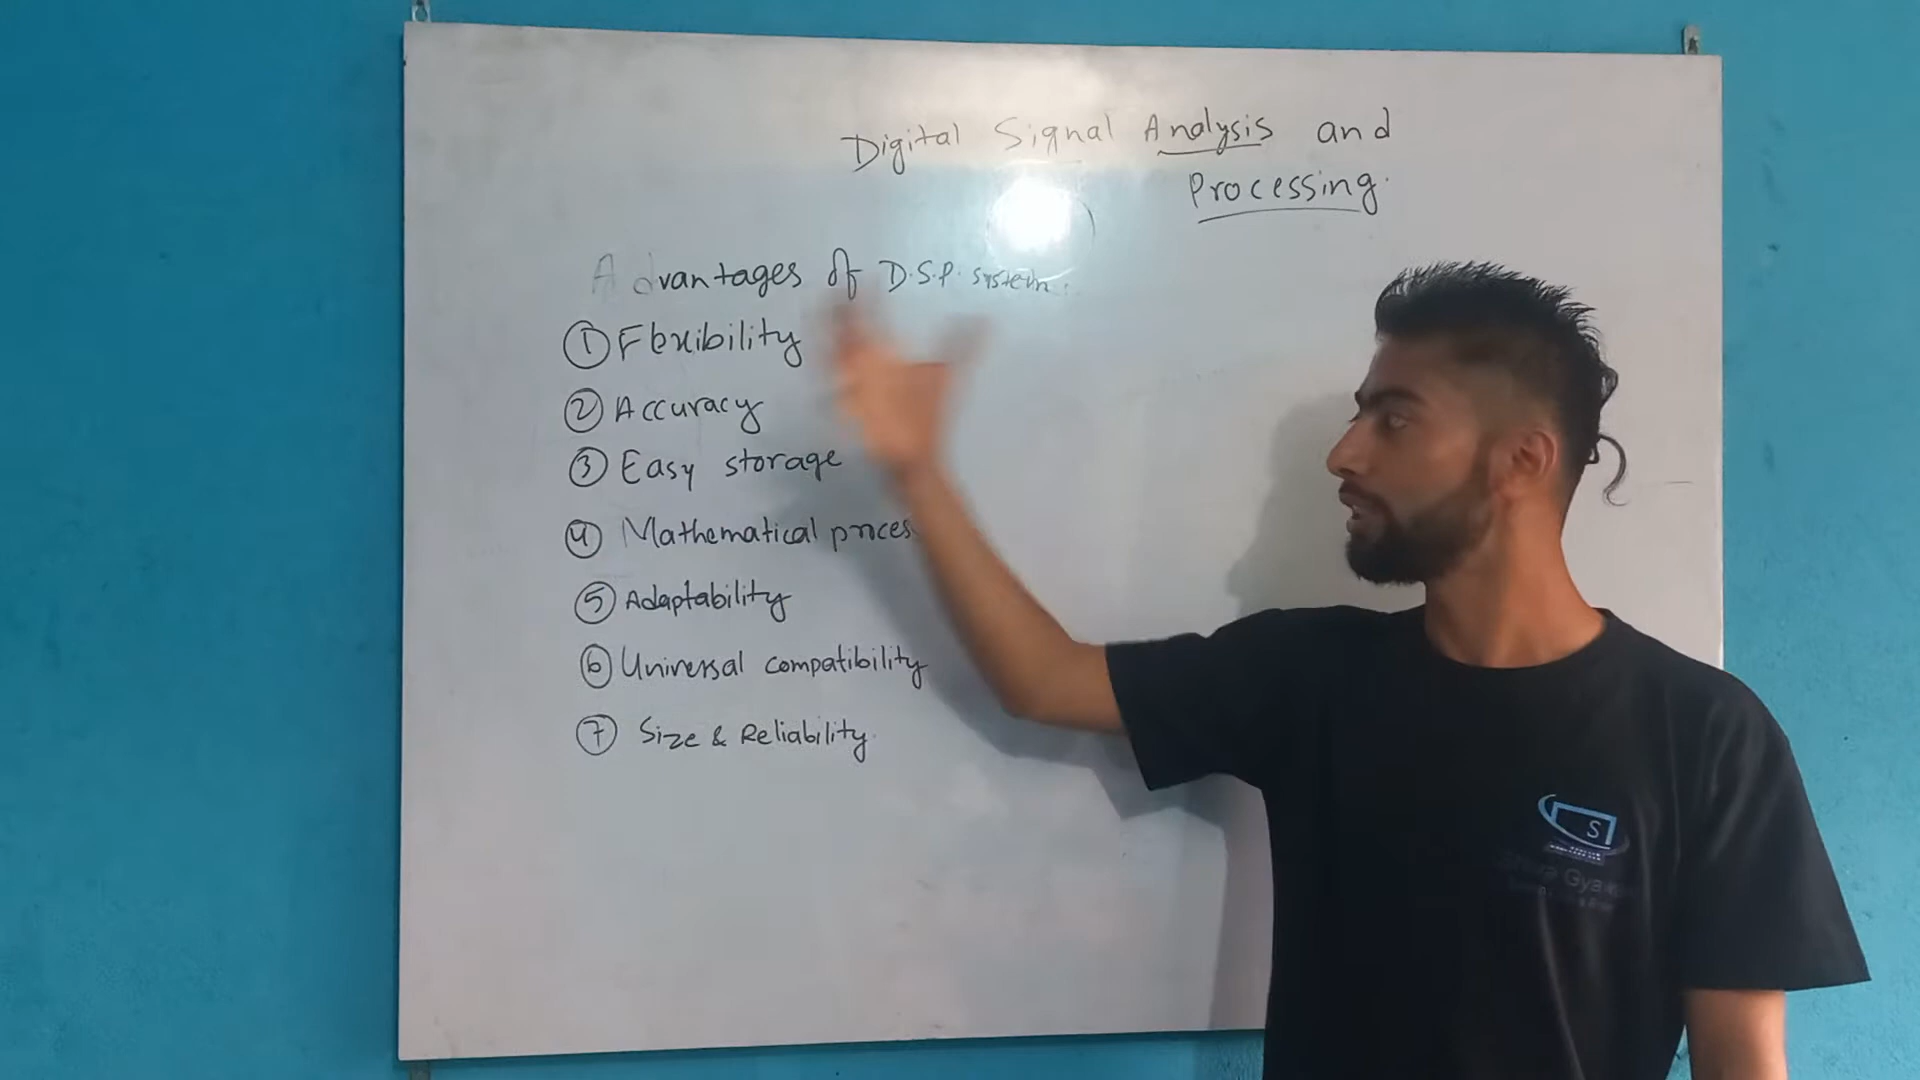 Digital Signal Analysis and
Processing.
Advantages of D.S.P. system.
① Flexibility
② Accuracy
③ Easy storage
④ Mathematical proces
⑤ Adaptability
⑥ Universal compatibility
⑦ Size & Reliability.
S